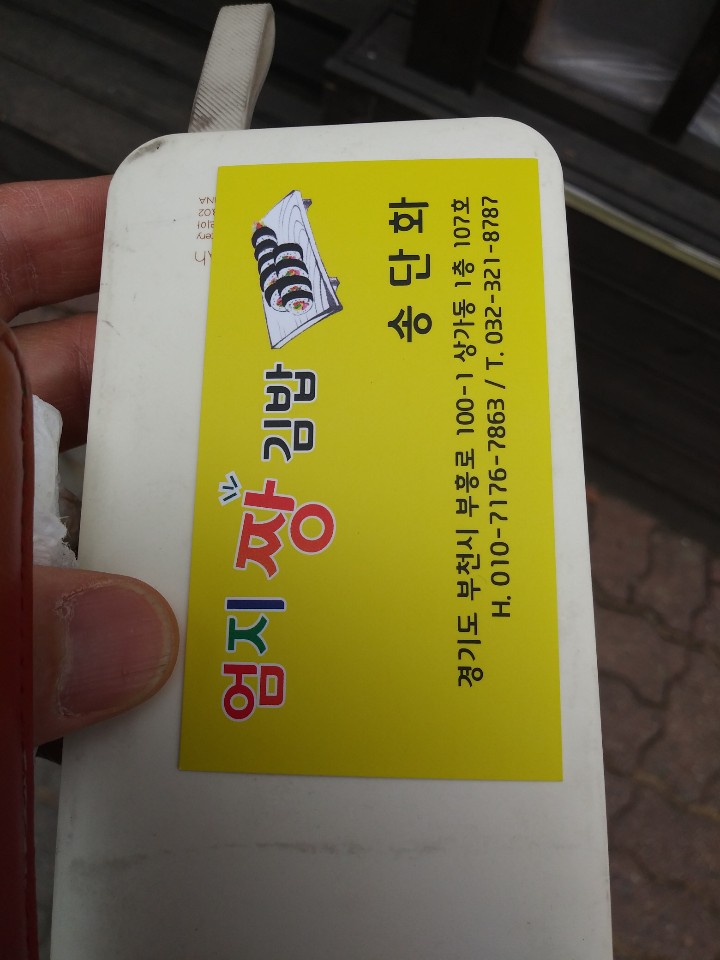 엄지 짱 김밥
송 단 화
경기도 부천시 부흥로 100-1 상가동 1층 107호
H. 010-7176-7863 / T. 032-321-8787